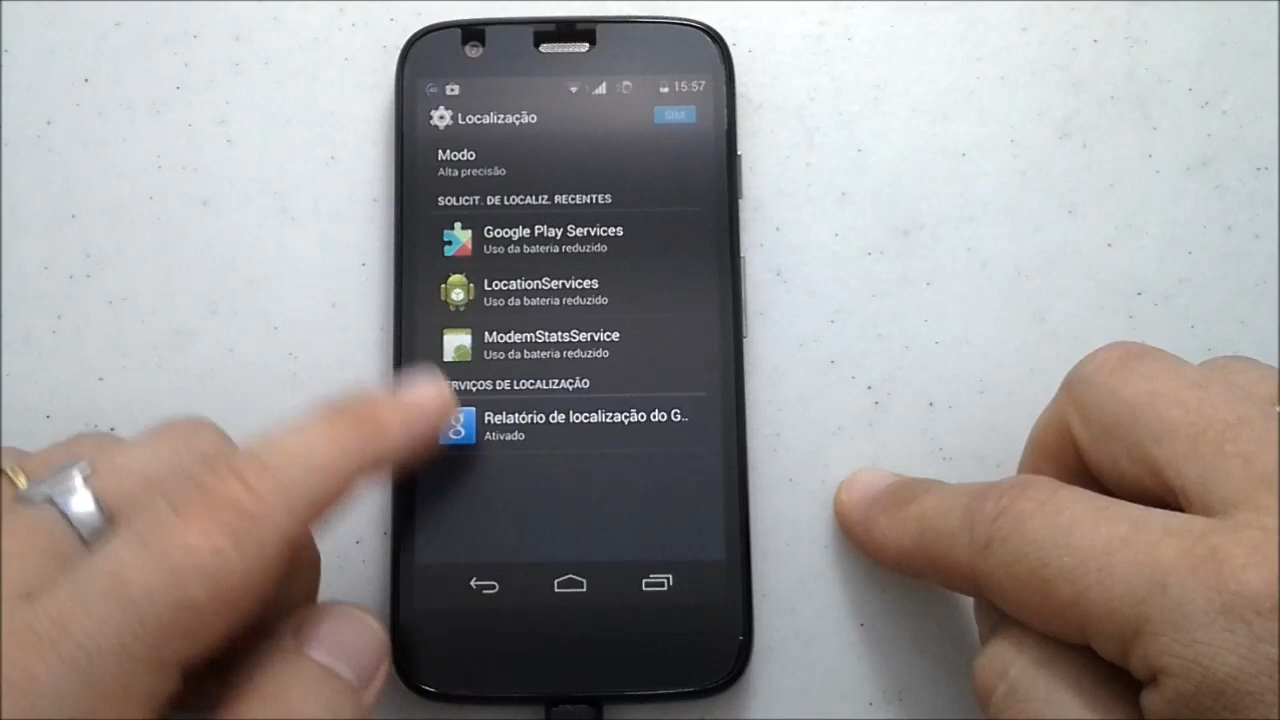 15:57
Localização
SIM
Modo
Alta precisão
SOLICIT. DE LOCALIZ. RECENTES
Google Play Services
Uso da bateria reduzido
LocationServices
Uso da bateria reduzido
ModemStatsService
Uso da bateria reduzido
ERVIÇOS DE LOCALIZAÇÃO
g
Relatório de localização do G..
Ativado